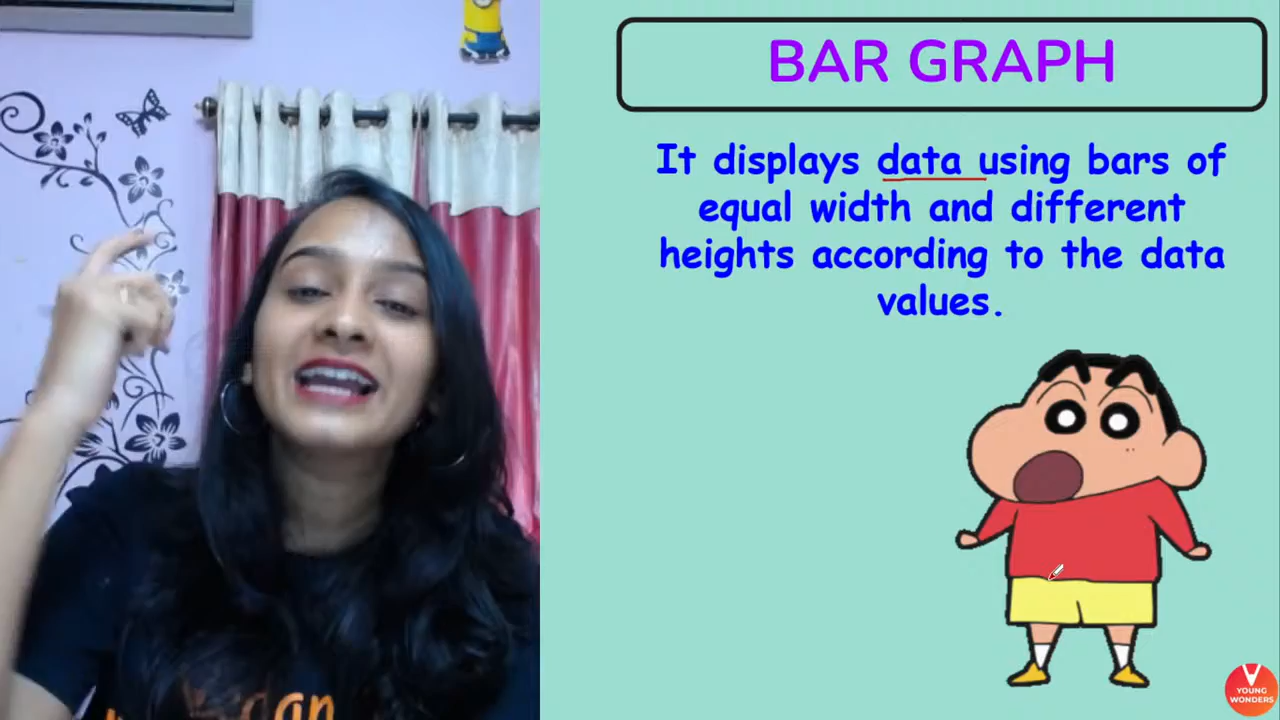 BAR GRAPH
It displays data using bars of
equal width and different
heights according to the data
values.
YOUNG
WONDERS